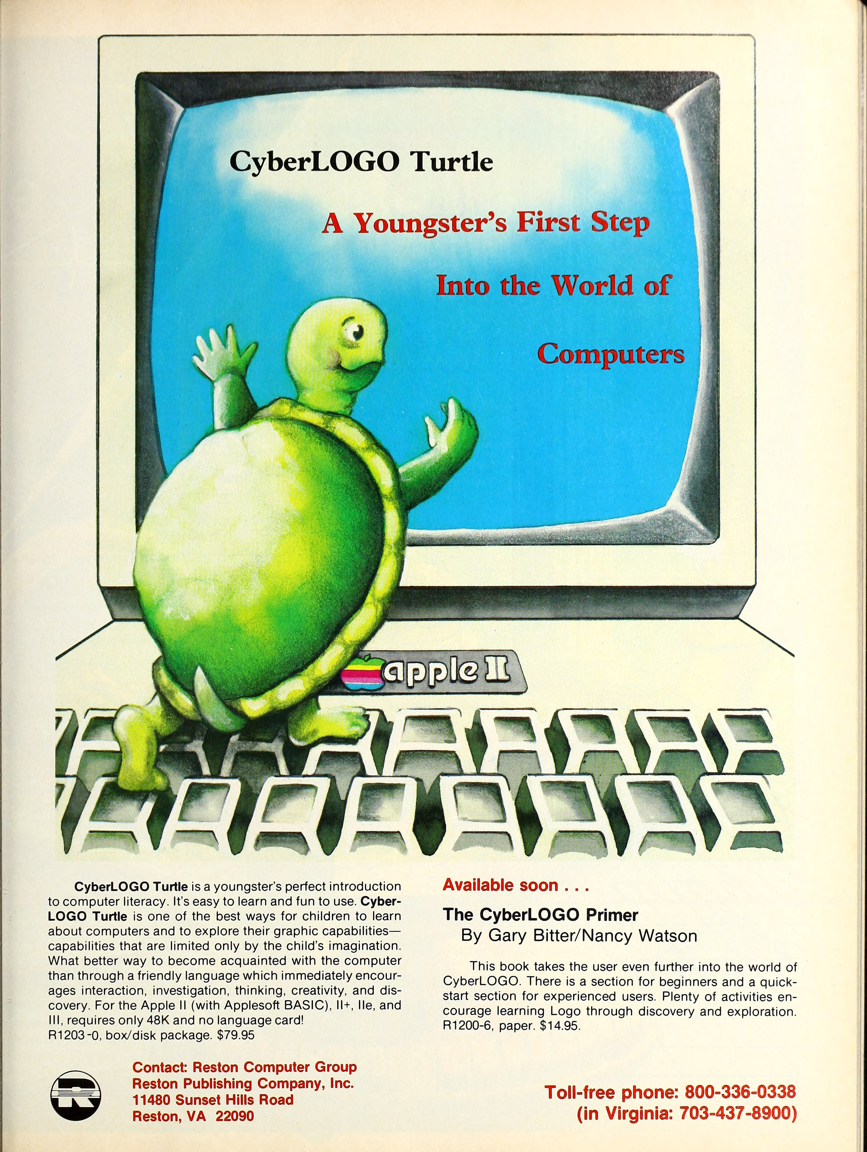 CyberLOGO Turtle
A Youngster's First Step
Into the World of
Computers
apple II
CyberLOGO Turtle is a youngster's perfect introduction
to computer literacy. It's easy to learn and fun to use. Cyber-
LOGO Turtle is one of the best ways for children to learn
about computers and to explore their graphic capabilities—
capabilities that are limited only by the child's imagination.
What better way to become acquainted with the computer
than through a friendly language which immediately encour-
ages interaction, investigation, thinking, creativity, and dis-
covery. For the Apple II (with Applesoft BASIC), II+, IIe, and
III, requires only 48K and no language card!
R1203-0, box/disk package. $79.95
Available soon . . .
The CyberLOGO Primer
By Gary Bitter/Nancy Watson
This book takes the user even further into the world of
CyberLOGO. There is a section for beginners and a quick-
start section for experienced users. Plenty of activities en-
courage learning Logo through discovery and exploration.
R1200-6, paper. $14.95.
R
Contact: Reston Computer Group
Reston Publishing Company, Inc.
11480 Sunset Hills Road
Reston, VA 22090
Toll-free phone: 800-336-0338
(in Virginia: 703-437-8900)